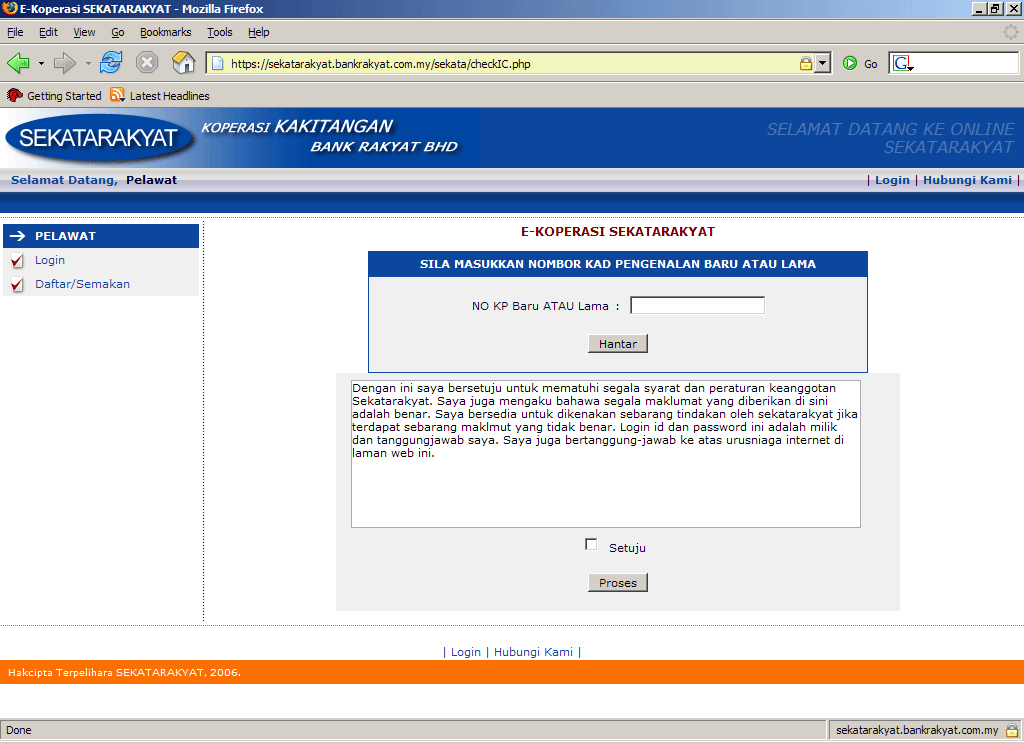 E-Koperasi SEKATARAKYAT - Mozilla Firefox
File Edit View Go Bookmarks Tools Help
https://sekatarakyat.bankrakyat.com.my/sekata/checkIC.php Go G
Getting Started Latest Headlines
SEKATARAKYAT
KOPERASI KAKITANGAN
BANK RAKYAT BHD
SELAMAT DATANG KE ONLINE
SEKATARAKYAT
Selamat Datang, Pelawat
| Login | Hubungi Kami |
PELAWAT
Login
Daftar/Semakan
E-KOPERASI SEKATARAKYAT
SILA MASUKKAN NOMBOR KAD PENGENALAN BARU ATAU LAMA
NO KP Baru ATAU Lama :
Hantar
Dengan ini saya bersetuju untuk mematuhi segala syarat dan peraturan keanggotan
Sekatarakyat. Saya juga mengaku bahawa segala maklumat yang diberikan di sini
adalah benar. Saya bersedia untuk dikenakan sebarang tindakan oleh sekatarakyat jika
terdapat sebarang maklmut yang tidak benar. Login id dan password ini adalah milik
dan tanggungjawab saya. Saya juga bertanggung-jawab ke atas urusniaga internet di
laman web ini.
Setuju
Proses
| Login | Hubungi Kami |
Hakcipta Terpelihara SEKATARAKYAT, 2006.
Done
sekatarakyat.bankrakyat.com.my